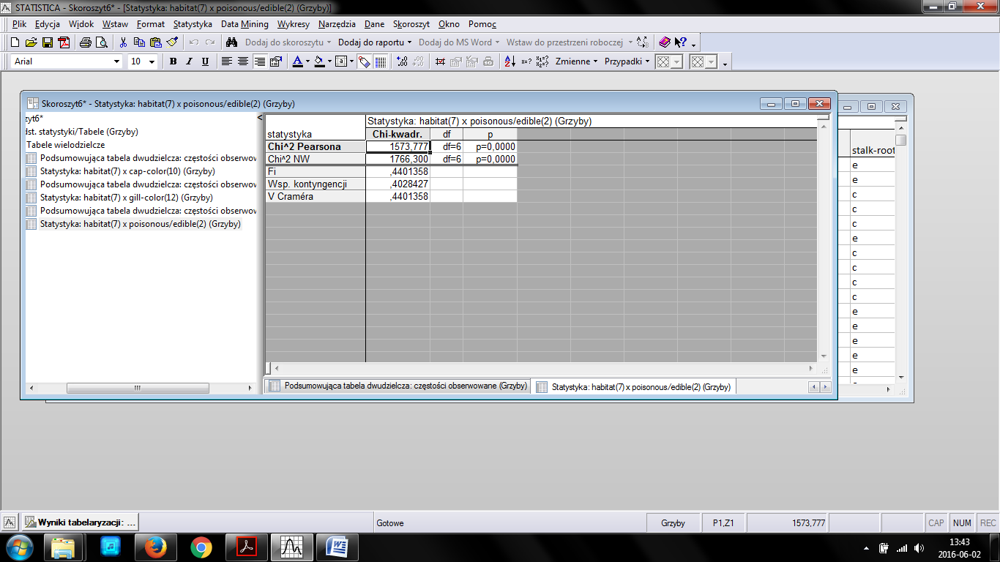 STATISTICA - Skoroszyt6* - [Statystyka: habitat(7) x poisonous/edible(2) (Grzyby)]
Plik Edycja Widok Wstaw Format Statystyka Data Mining Wykresy Narzędzia Dane Skoroszyt Okno Pomoc
Dodaj do skoroszytu Dodaj do raportu Dodaj do MS Word Wstaw do przestrzeni roboczej
Arial 10 B I U A Zmienne Przypadki
Skoroszyt6* - Statystyka: habitat(7) x poisonous/edible(2) (Grzyby)
zyt6*
dst. statystyki/Tabele (Grzyby)
Tabele wielodzielcze
Podsumowująca tabela dwudzielcza: częstości obserwow
Statystyka: habitat(7) x cap-color(10) (Grzyby)
Podsumowująca tabela dwudzielcza: częstości obserwow
Statystyka: habitat(7) x gill-color(12) (Grzyby)
Podsumowująca tabela dwudzielcza: częstości obserwow
Statystyka: habitat(7) x poisonous/edible(2) (Grzyby)
Statystyka: habitat(7) x poisonous/edible(2) (Grzyby)
statystyka Chi-kwadr. df p
Chi^2 Pearsona 1573,777 df=6 p=0,0000
Chi^2 NW 1766,300 df=6 p=0,0000
Fi ,4401358
Wsp. kontyngencji ,4028427
V Craméra ,4401358
stalk-root
e
e
c
c
c
e
c
c
c
c
e
e
e
e
e
Podsumowująca tabela dwudzielcza: częstości obserwowane (Grzyby) Statystyka: habitat(7) x poisonous/edible(2) (Grzyby)
Wyniki tabelaryzacji: ... Gotowe Grzyby P1,Z1 1573,777 CAP NUM REC
13:43
2016-06-02